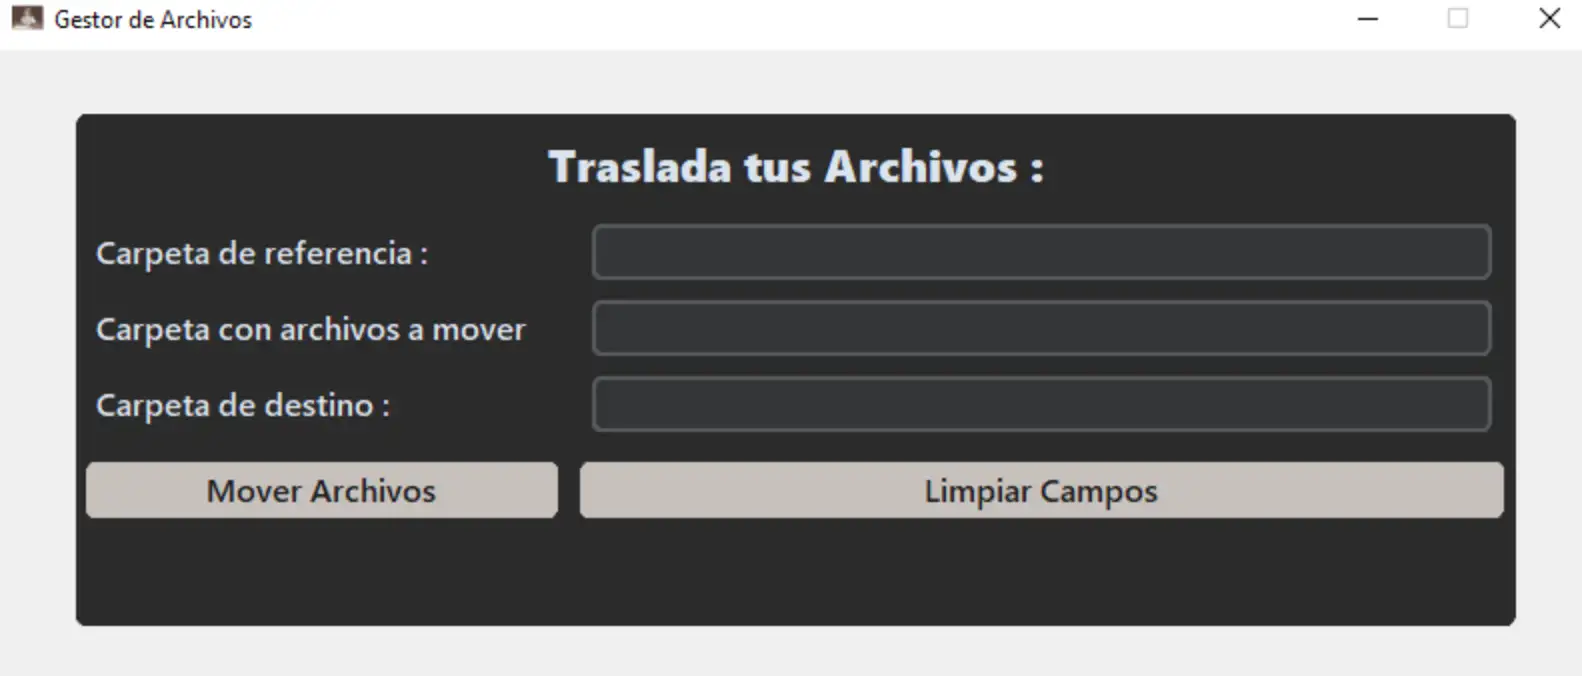 Gestor de Archivos
Traslada tus Archivos :
Carpeta de referencia :
Carpeta con archivos a mover
Carpeta de destino :
Mover Archivos
Limpiar Campos